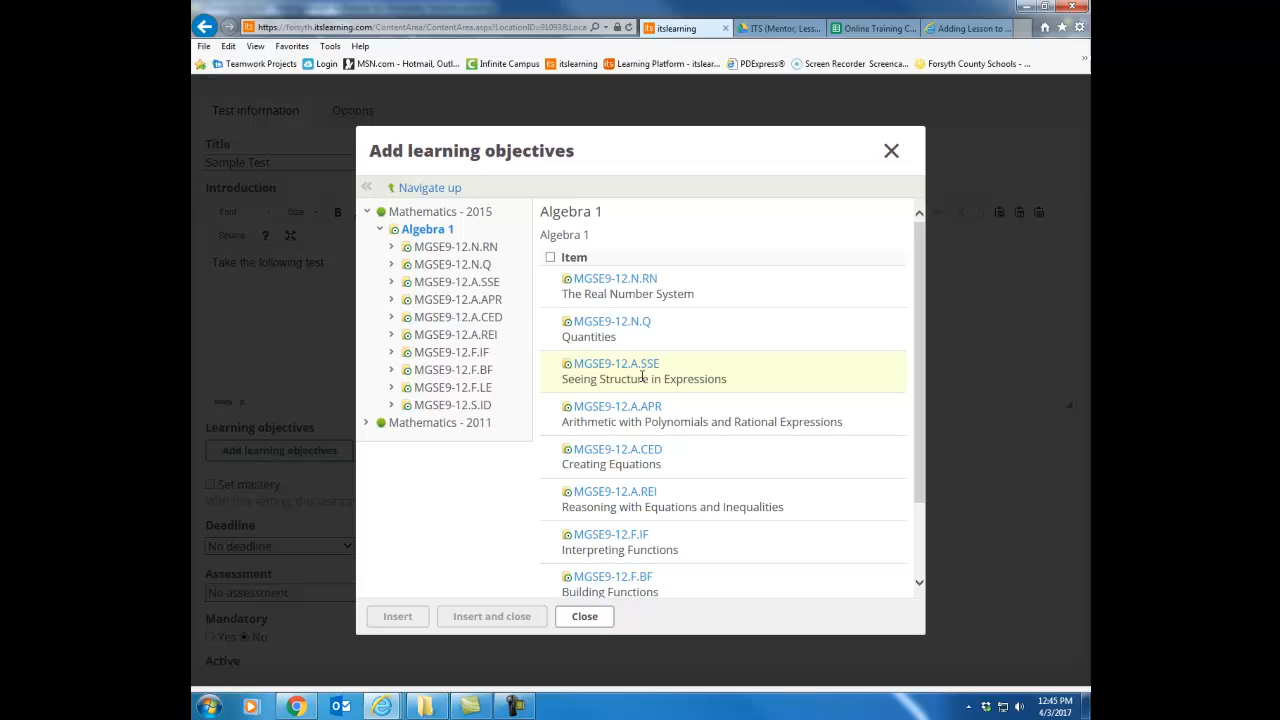 https://forsyth.itslearning.com/ContentArea/ContentArea.aspx?LocationID=91093&Loca
itslearning
ITS (Mentor, Less...
Online Training C...
Adding Lesson to ...
File Edit View Favorites Tools Help
Teamwork Projects
Login
MSN.com - Hotmail, Outl...
Infinite Campus
itslearning
Learning Platform - itslear...
PDExpress®
Screen Recorder Screenca...
Forsyth County Schools - ...
Test information Options
Title
Sample Test
Introduction
Font Size B
Source ?
Take the following test
body p
Learning objectives
Add learning objectives
Set mastery
Deadline
No deadline
Assessment
No assessment
Mandatory
Yes No
Active
Add learning objectives
Navigate up
Mathematics - 2015
Algebra 1
MGSE9-12.N.RN
MGSE9-12.N.Q
MGSE9-12.A.SSE
MGSE9-12.A.APR
MGSE9-12.A.CED
MGSE9-12.A.REI
MGSE9-12.F.IF
MGSE9-12.F.BF
MGSE9-12.F.LE
MGSE9-12.S.ID
Mathematics - 2011
Algebra 1
Algebra 1
Item
MGSE9-12.N.RN
The Real Number System
MGSE9-12.N.Q
Quantities
MGSE9-12.A.SSE
Seeing Structure in Expressions
MGSE9-12.A.APR
Arithmetic with Polynomials and Rational Expressions
MGSE9-12.A.CED
Creating Equations
MGSE9-12.A.REI
Reasoning with Equations and Inequalities
MGSE9-12.F.IF
Interpreting Functions
MGSE9-12.F.BF
Building Functions
Insert
Insert and close
Close
12:45 PM
4/3/2017